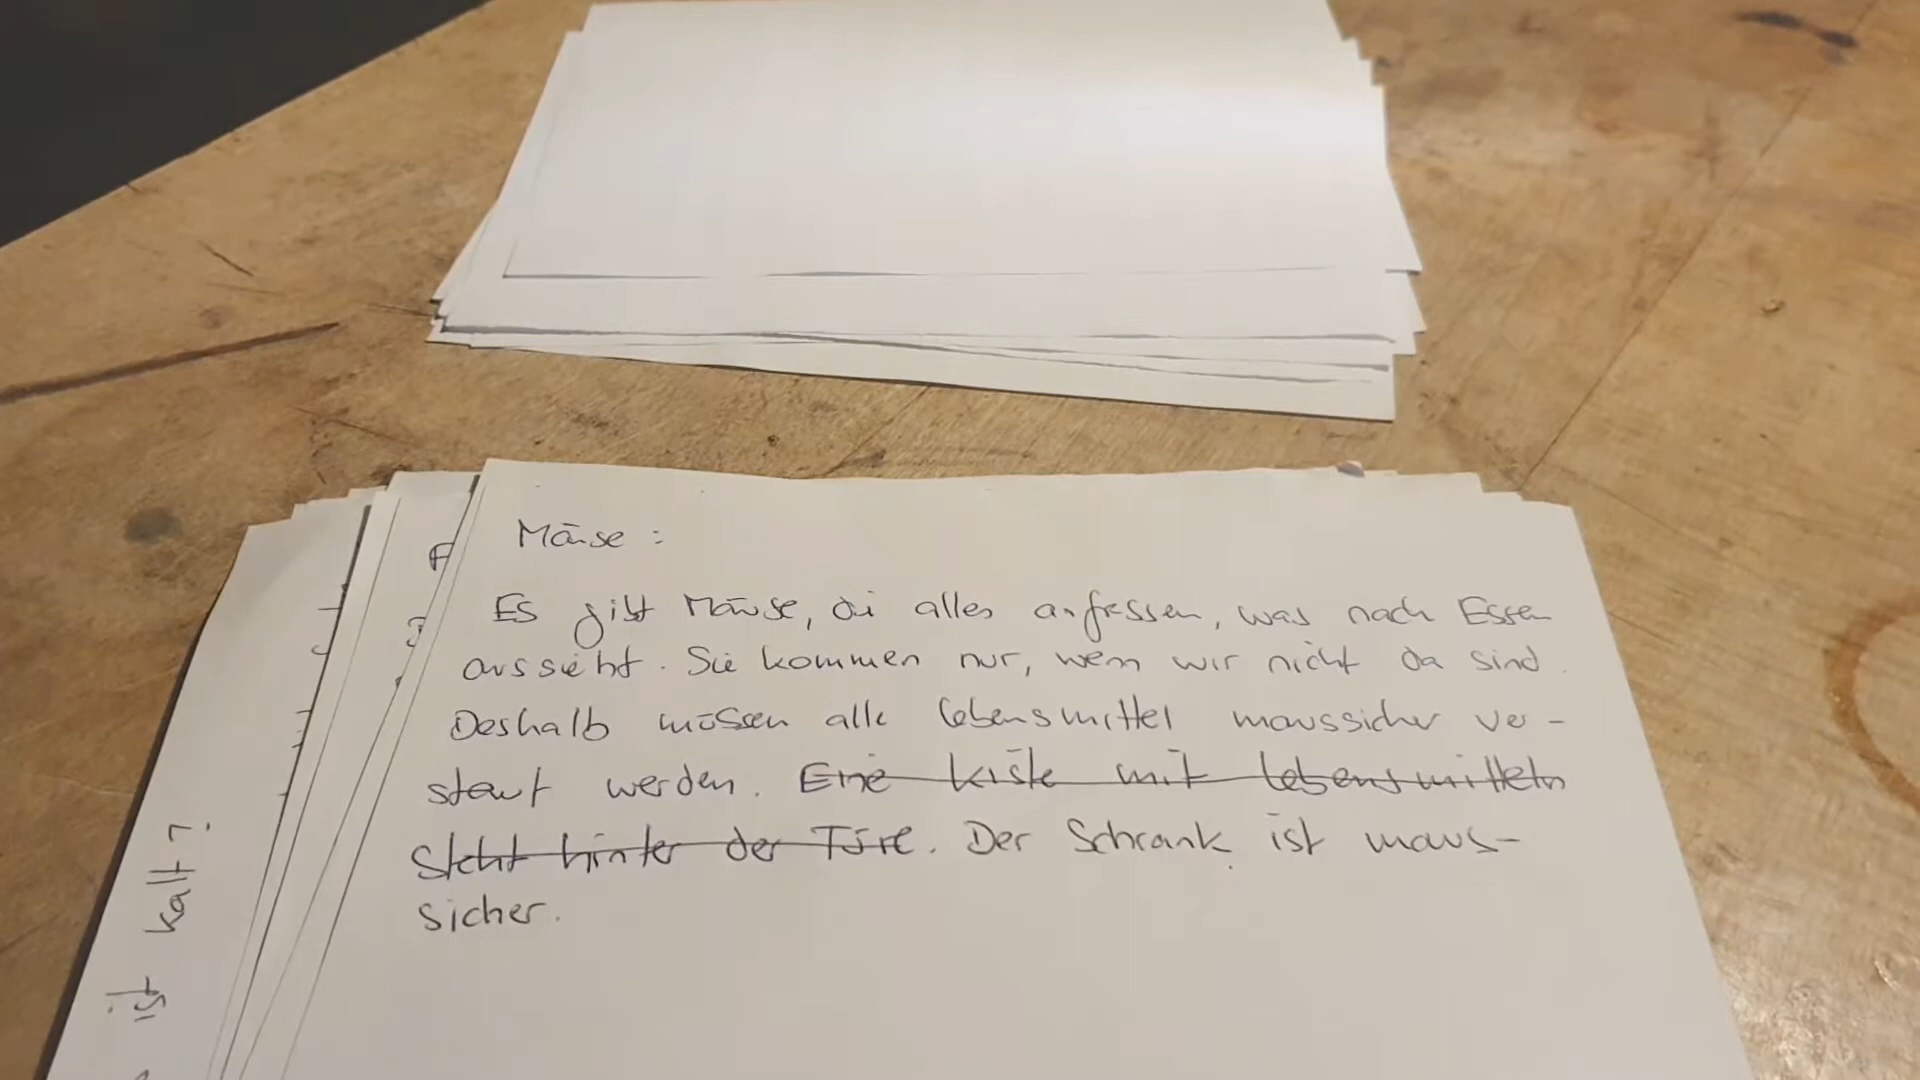 Mäuse :
Es gibt Mäuse, die alles anfressen, was nach Essen
aussieht. Sie kommen nur, wenn wir nicht da sind.
Deshalb müssen alle Lebensmittel maussicher ver-
staut werden. Eine Kiste mit Lebensmitteln
steht hinter der Türe. Der Schrank ist maus-
sicher.
ist kalt?